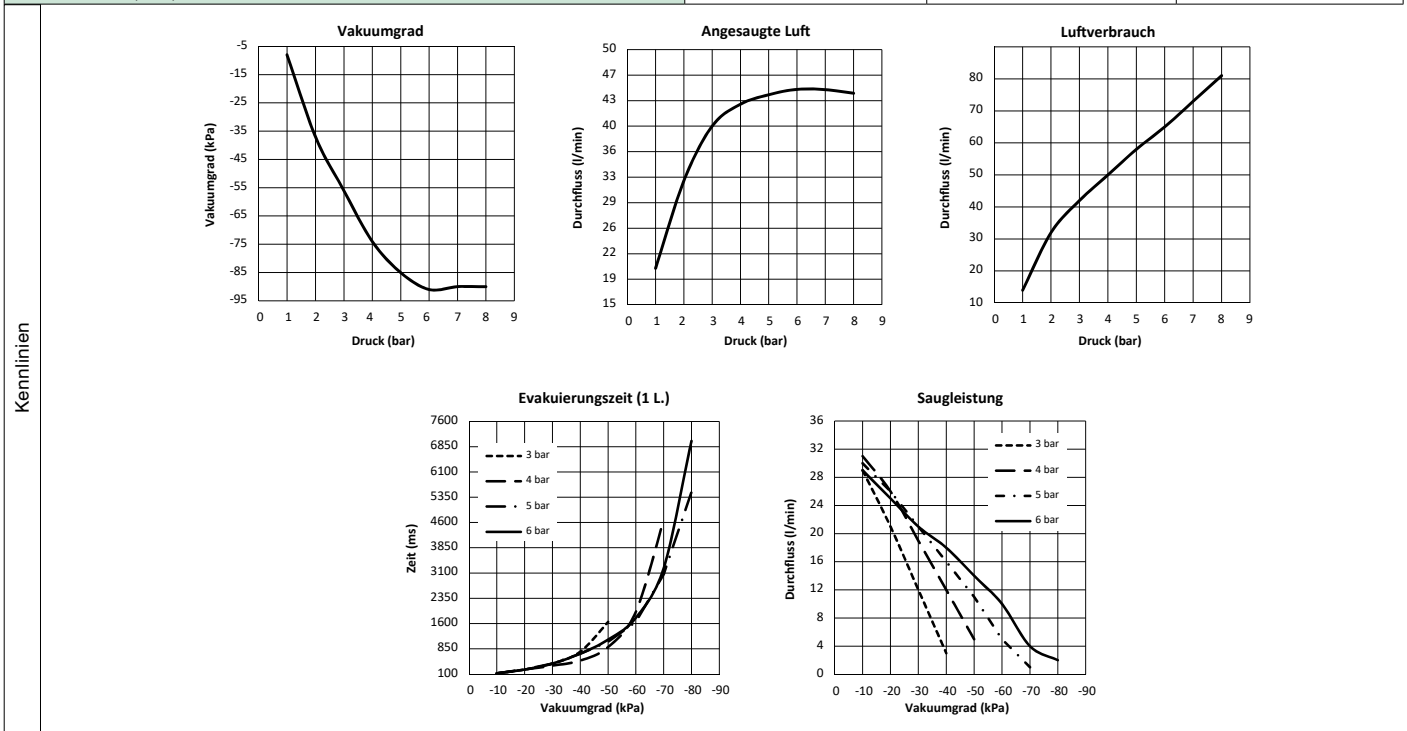 Kennlinien
Vakuumgrad
Vakuumgrad (kPa)
-5
-15
-25
-35
-45
-55
-65
-75
-85
-95
0 1 2 3 4 5 6 7 8 9
Druck (bar)
Angesaugte Luft
Durchfluss (l/min)
50
47
43
40
36
33
29
26
22
19
15
0 1 2 3 4 5 6 7 8 9
Druck (bar)
Luftverbrauch
Durchfluss (l/min)
80
70
60
50
40
30
20
10
0 1 2 3 4 5 6 7 8 9
Druck (bar)
Evakuierungszeit (1 L.)
Zeit (ms)
7600
6850
6100
5350
4600
3850
3100
2350
1600
850
100
3 bar
4 bar
5 bar
6 bar
0 -10 -20 -30 -40 -50 -60 -70 -80 -90
Vakuumgrad (kPa)
Saugleistung
Durchfluss (l/min)
36
32
28
24
20
16
12
8
4
0
3 bar
4 bar
5 bar
6 bar
0 -10 -20 -30 -40 -50 -60 -70 -80 -90
Vakuumgrad (kPa)